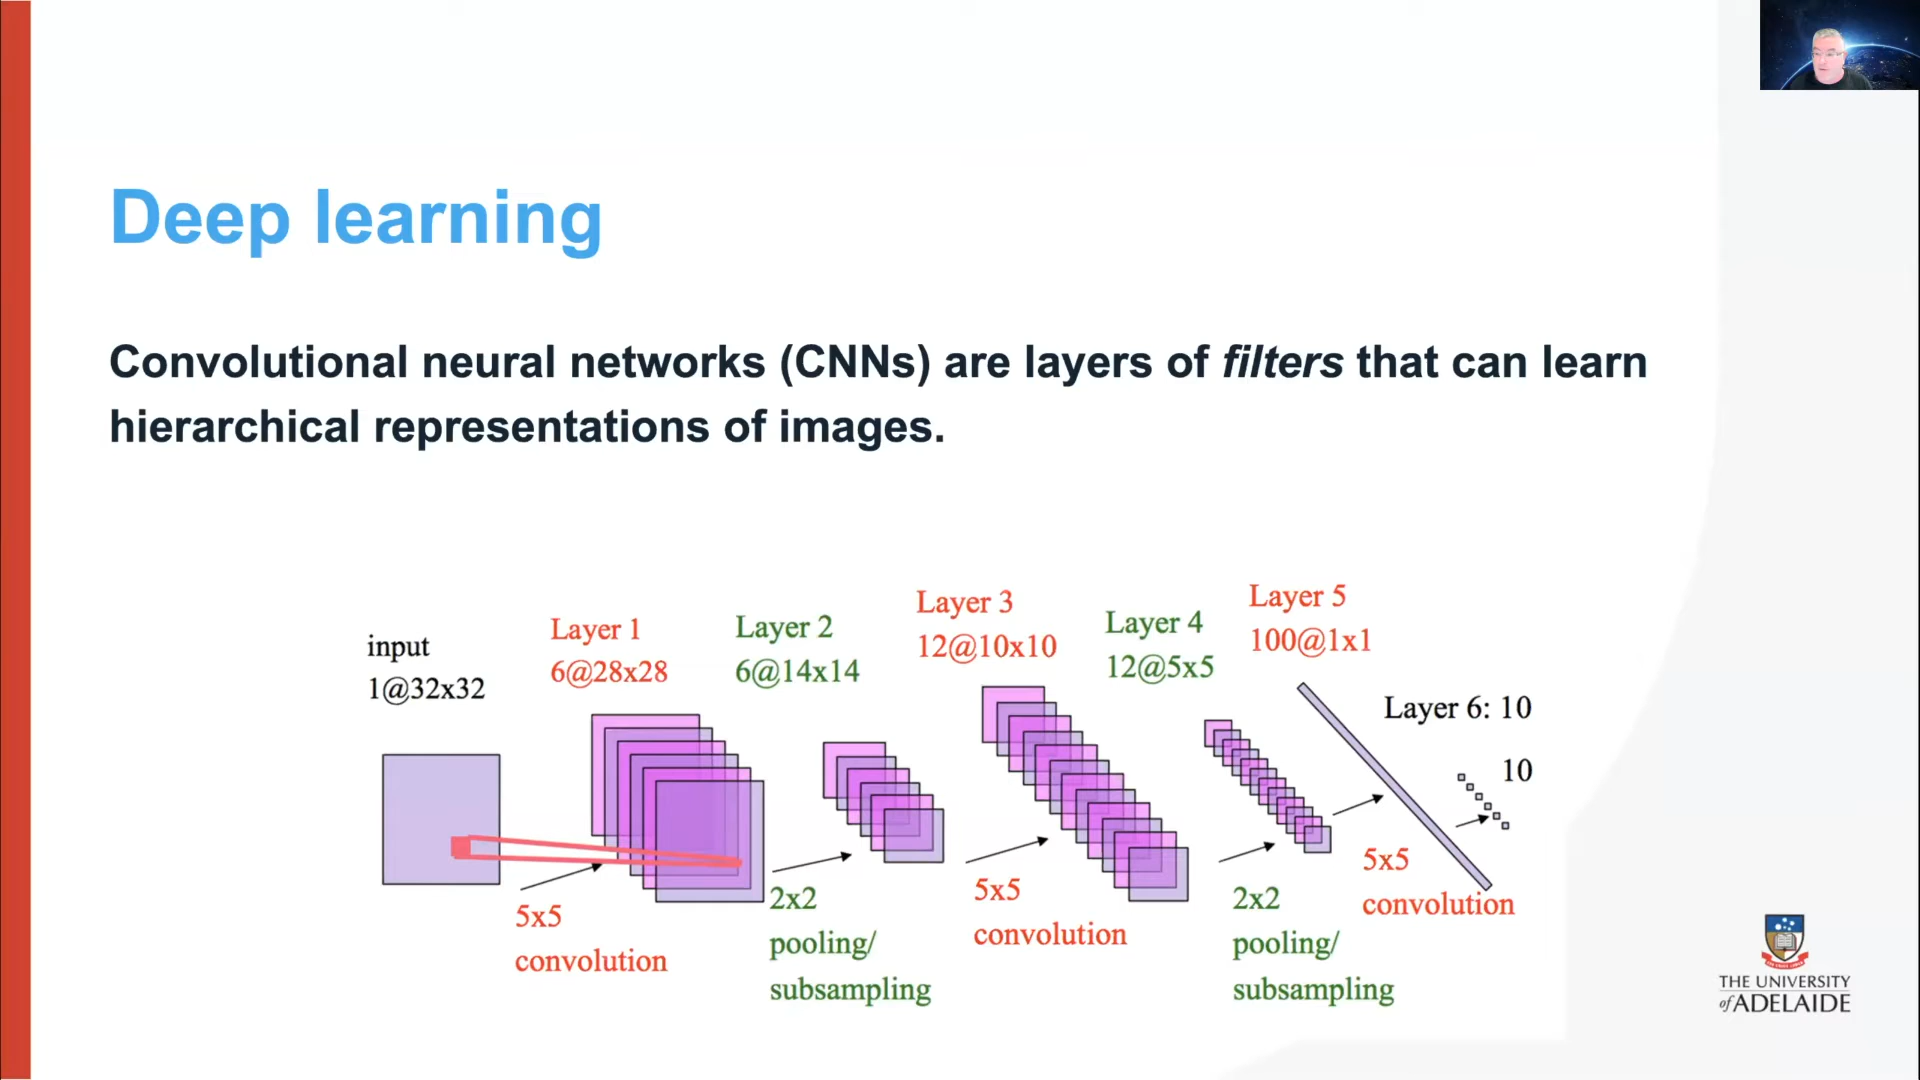 Deep learning
Convolutional neural networks (CNNs) are layers of filters that can learn
hierarchical representations of images.
input
1@32x32
Layer 1
6@28x28
Layer 2
6@14x14
Layer 3
12@10x10
Layer 4
12@5x5
Layer 5
100@1x1
Layer 6: 10
10
5x5
convolution
2x2
pooling/
subsampling
5x5
convolution
2x2
pooling/
subsampling
5x5
convolution
THE UNIVERSITY
of ADELAIDE